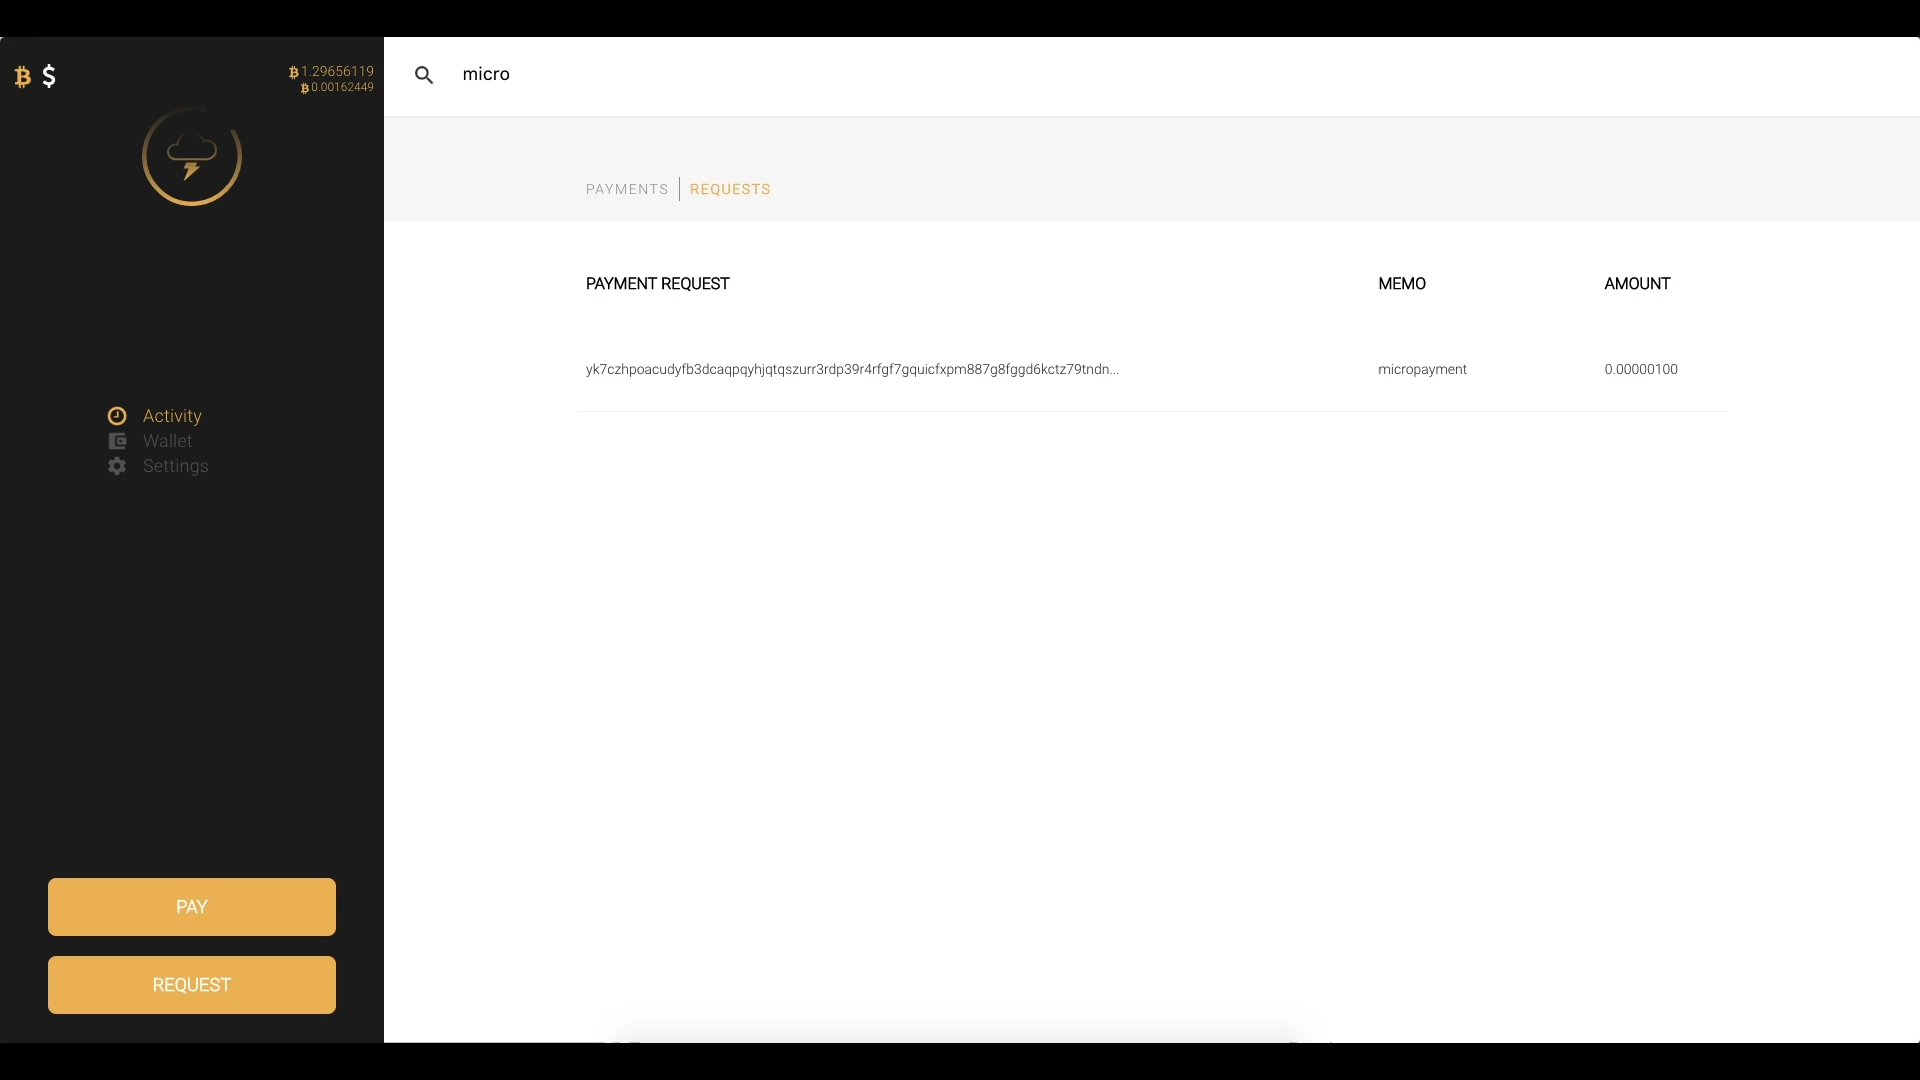 1.29656119
0.00162449
micro
PAYMENTS REQUESTS
PAYMENT REQUEST MEMO AMOUNT
yk7czhpoacudyfb3dcaqpqyhjqtqszurr3rdp39r4rfgf7gquicfxpm887g8fggd6kctz79tndn... micropayment 0.00000100
Activity
Wallet
Settings
PAY
REQUEST